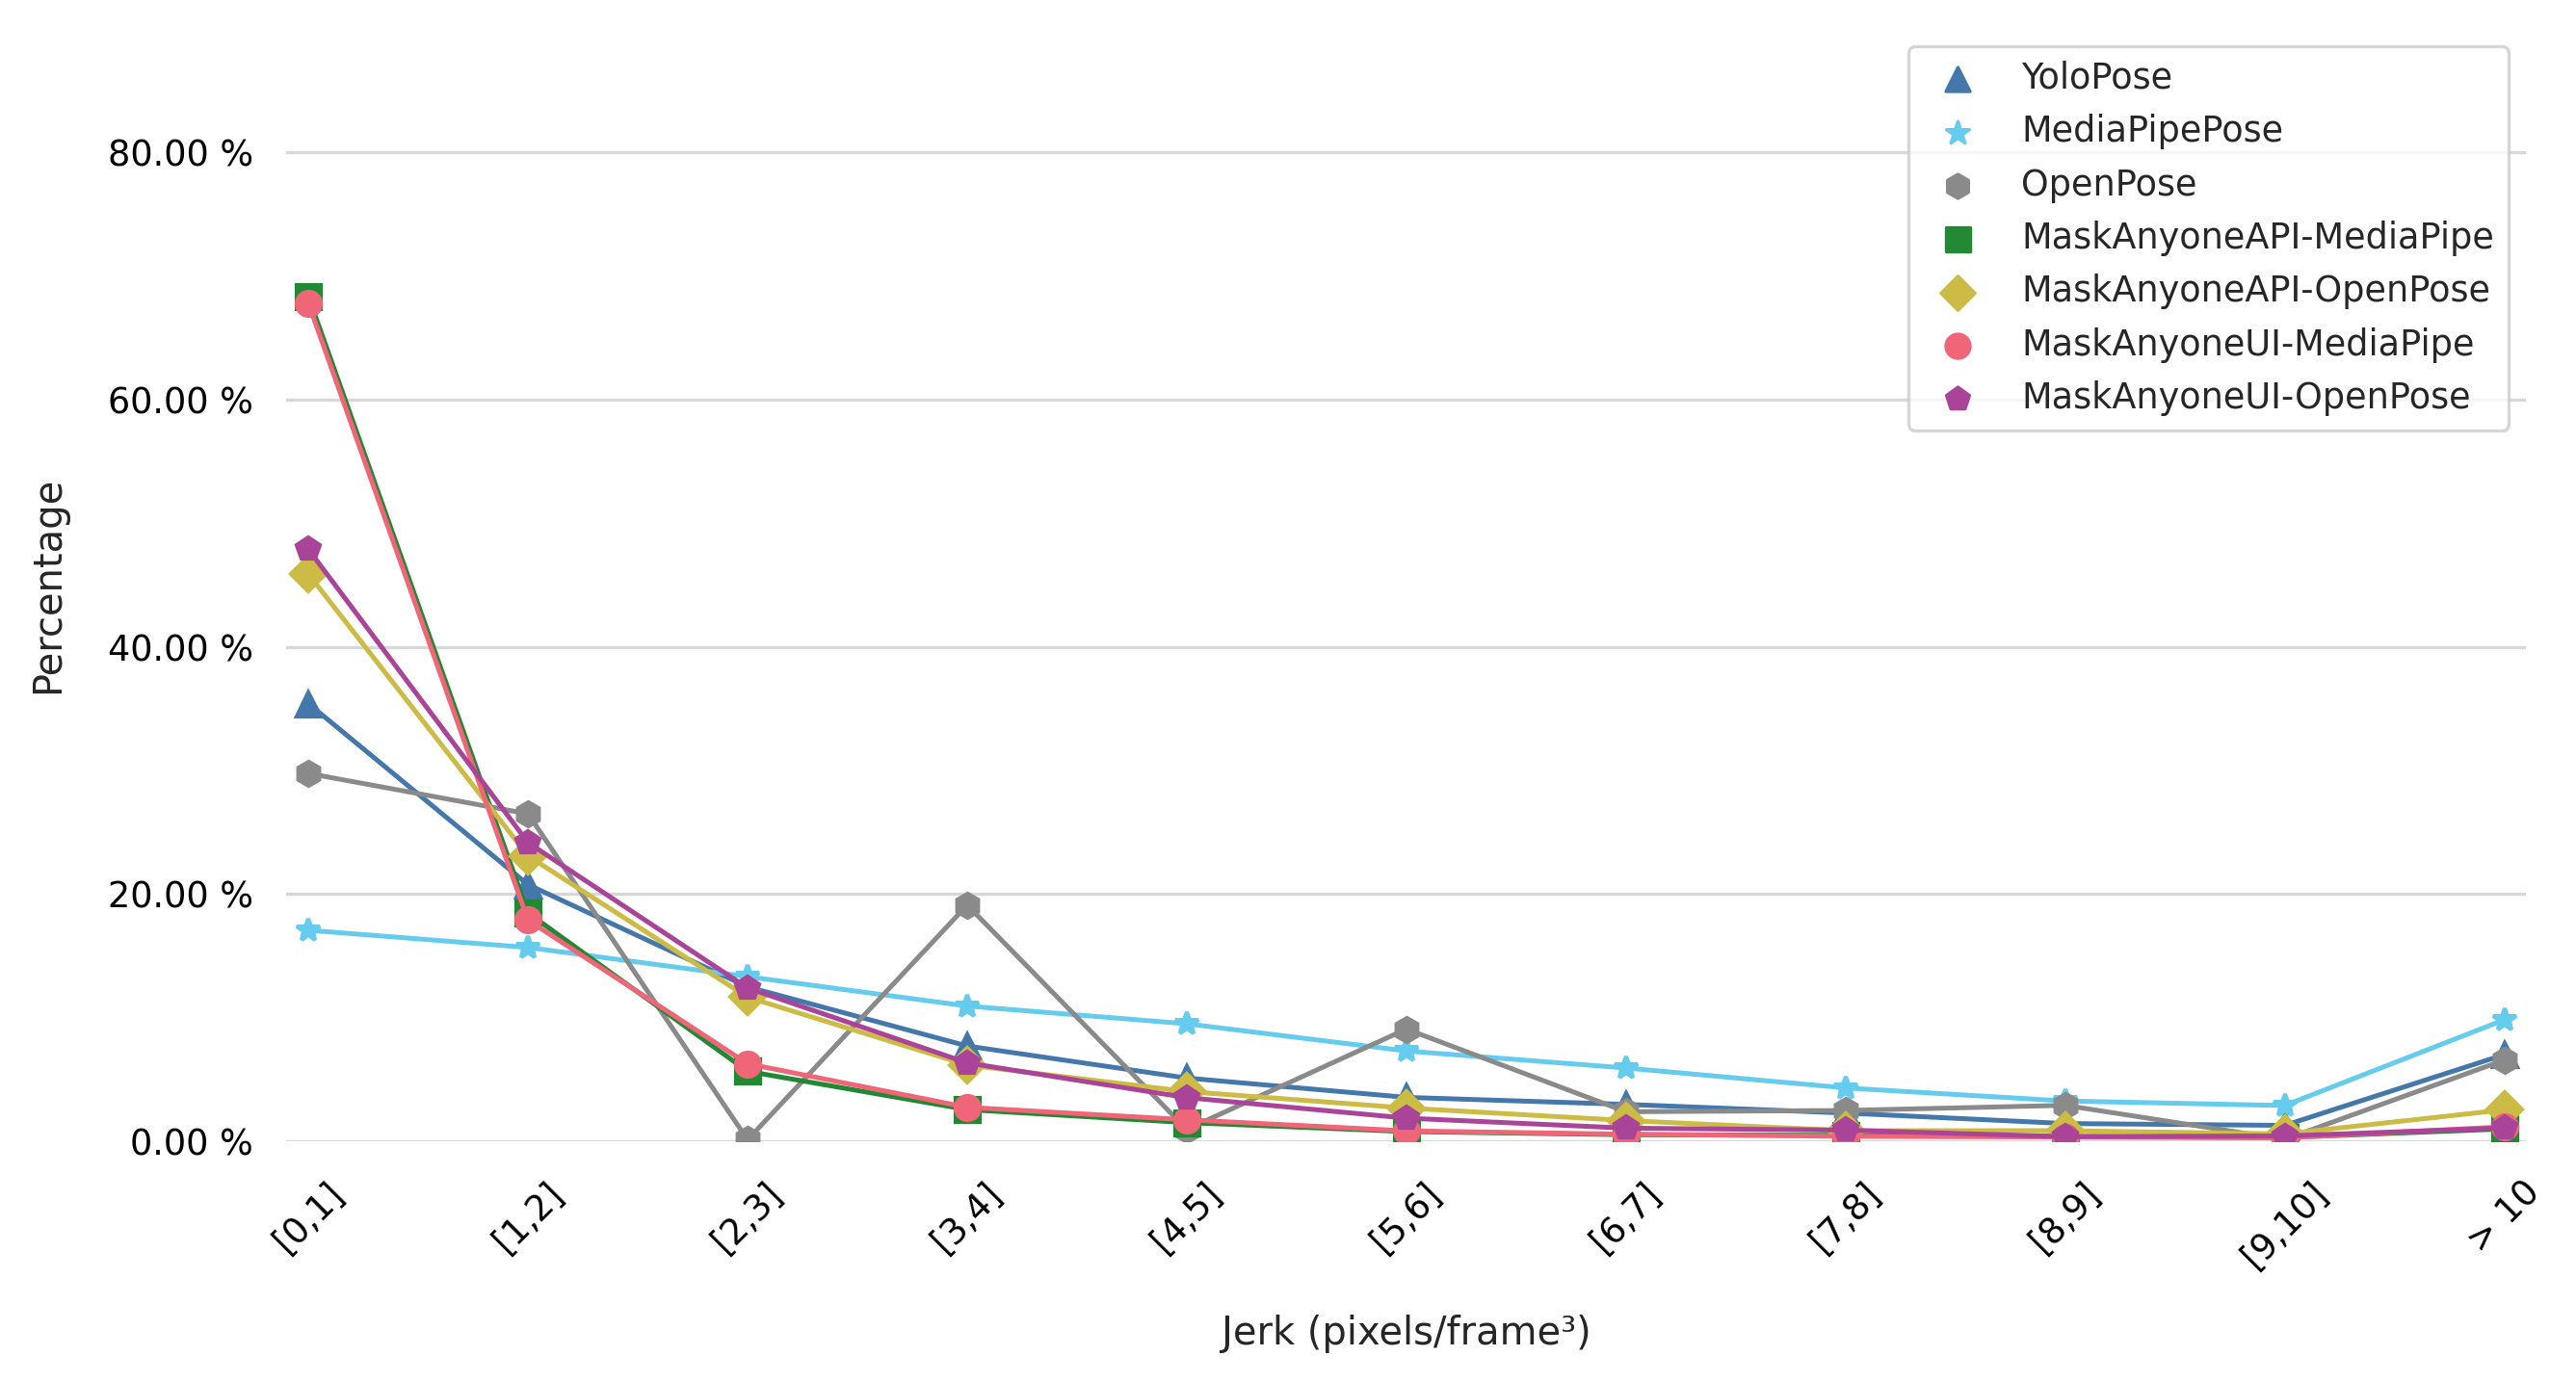 YoloPose
MediaPipePose
OpenPose
MaskAnyoneAPI-MediaPipe
MaskAnyoneAPI-OpenPose
MaskAnyoneUI-MediaPipe
MaskAnyoneUI-OpenPose
Percentage
80.00 %
60.00 %
40.00 %
20.00 %
0.00 %
[0,1]
[1,2]
[2,3]
[3,4]
[4,5]
[5,6]
[6,7]
[7,8]
[8,9]
[9,10]
> 10
Jerk (pixels/frame³)